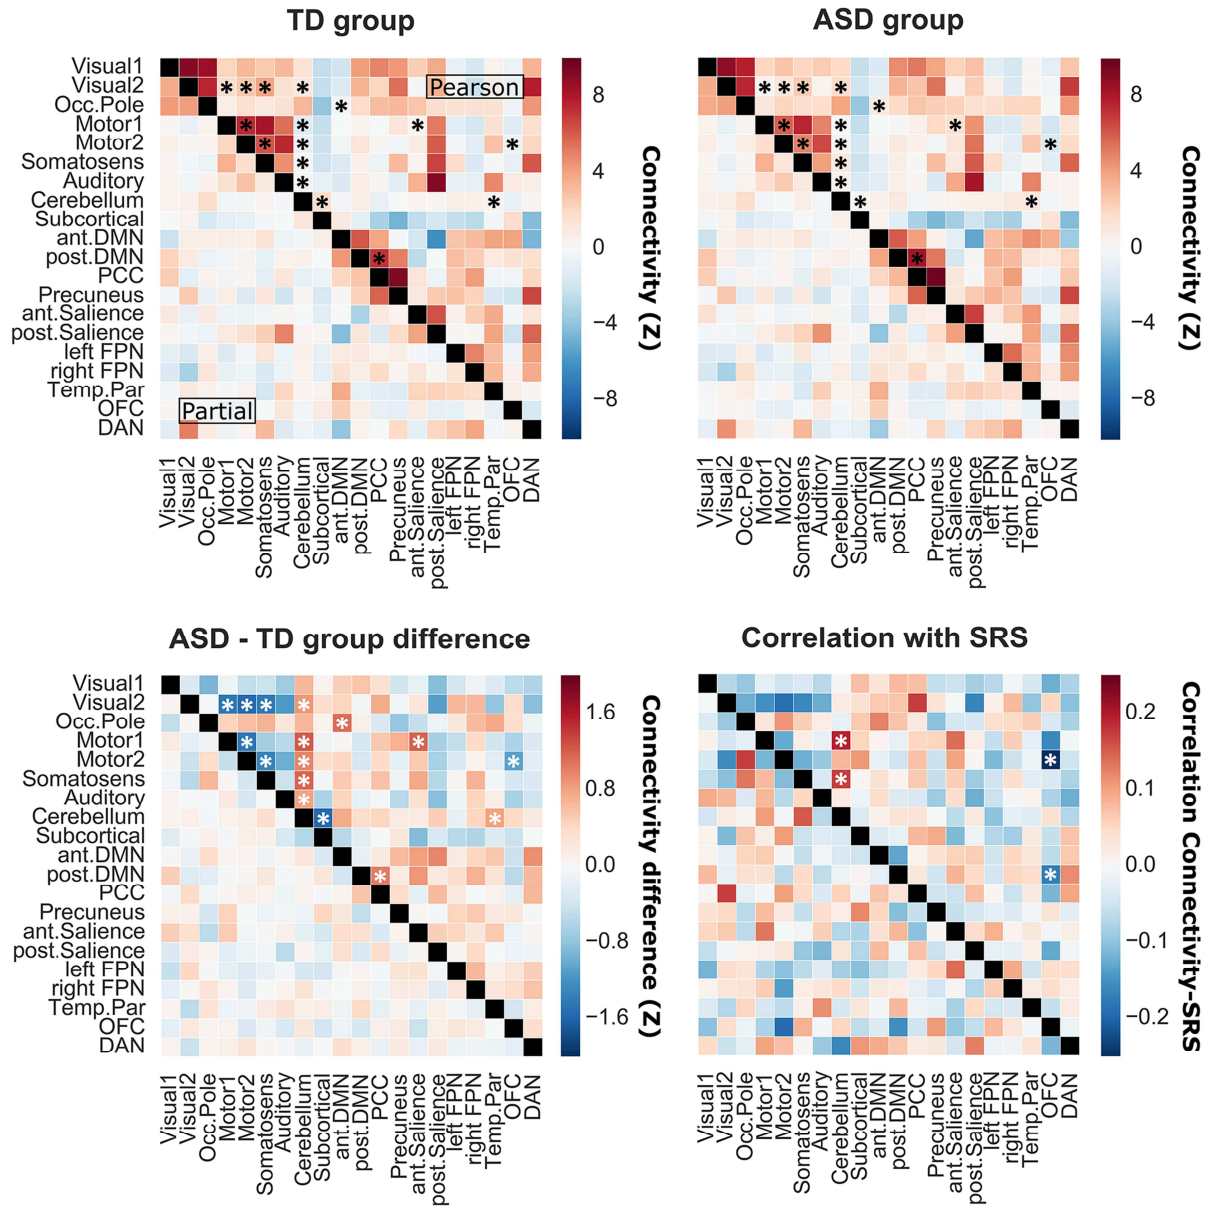 TD group
ASD group
Visual1
Visual2
Occ.Pole
Motor1
Motor2
Somatosens
Auditory
Cerebellum
Subcortical
ant.DMN
post.DMN
PCC
Precuneus
ant.Salience
post.Salience
left FPN
right FPN
Temp.Par
OFC
DAN
Pearson
Partial
* * * *
*
* * *
* * *
* *
*
* * *
*
8
4
0
−4
−8
Connectivity (Z)
* * * *
*
* * *
* * *
* *
*
* * *
*
8
4
0
−4
−8
Connectivity (Z)
Visual1
Visual2
Occ.Pole
Motor1
Motor2
Somatosens
Auditory
Cerebellum
Subcortical
ant.DMN
post.DMN
PCC
Precuneus
ant.Salience
post.Salience
left FPN
right FPN
Temp.Par
OFC
DAN
Visual1
Visual2
Occ.Pole
Motor1
Motor2
Somatosens
Auditory
Cerebellum
Subcortical
ant.DMN
post.DMN
PCC
Precuneus
ant.Salience
post.Salience
left FPN
right FPN
Temp.Par
OFC
DAN
ASD - TD group difference
Correlation with SRS
Visual1
Visual2
Occ.Pole
Motor1
Motor2
Somatosens
Auditory
Cerebellum
Subcortical
ant.DMN
post.DMN
PCC
Precuneus
ant.Salience
post.Salience
left FPN
right FPN
Temp.Par
OFC
DAN
* * * *
*
* * *
* * *
*
*
* *
*
1.6
0.8
0.0
−0.8
−1.6
Connectivity difference (Z)
*
*
*
*
0.2
0.1
0.0
−0.1
−0.2
Correlation Connectivity-SRS
Visual1
Visual2
Occ.Pole
Motor1
Motor2
Somatosens
Auditory
Cerebellum
Subcortical
ant.DMN
post.DMN
PCC
Precuneus
ant.Salience
post.Salience
left FPN
right FPN
Temp.Par
OFC
DAN
Visual1
Visual2
Occ.Pole
Motor1
Motor2
Somatosens
Auditory
Cerebellum
Subcortical
ant.DMN
post.DMN
PCC
Precuneus
ant.Salience
post.Salience
left FPN
right FPN
Temp.Par
OFC
DAN